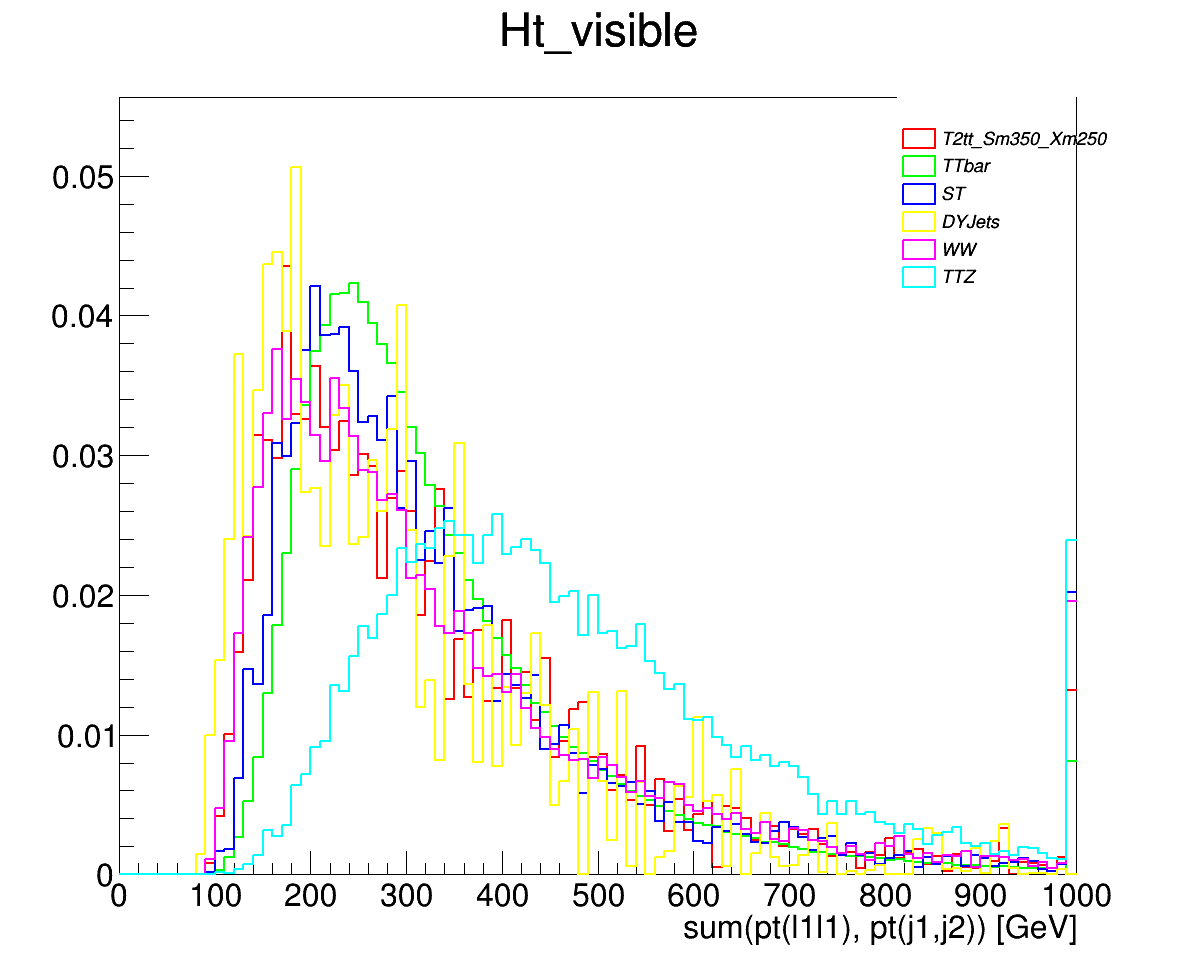 Ht_visible
T2tt_Sm350_Xm250
TTbar
ST
DYJets
WW
TTZ
0.05
0.04
0.03
0.02
0.01
0
0 100 200 300 400 500 600 700 800 900 1000
sum(pt(l1l1), pt(j1,j2)) [GeV]